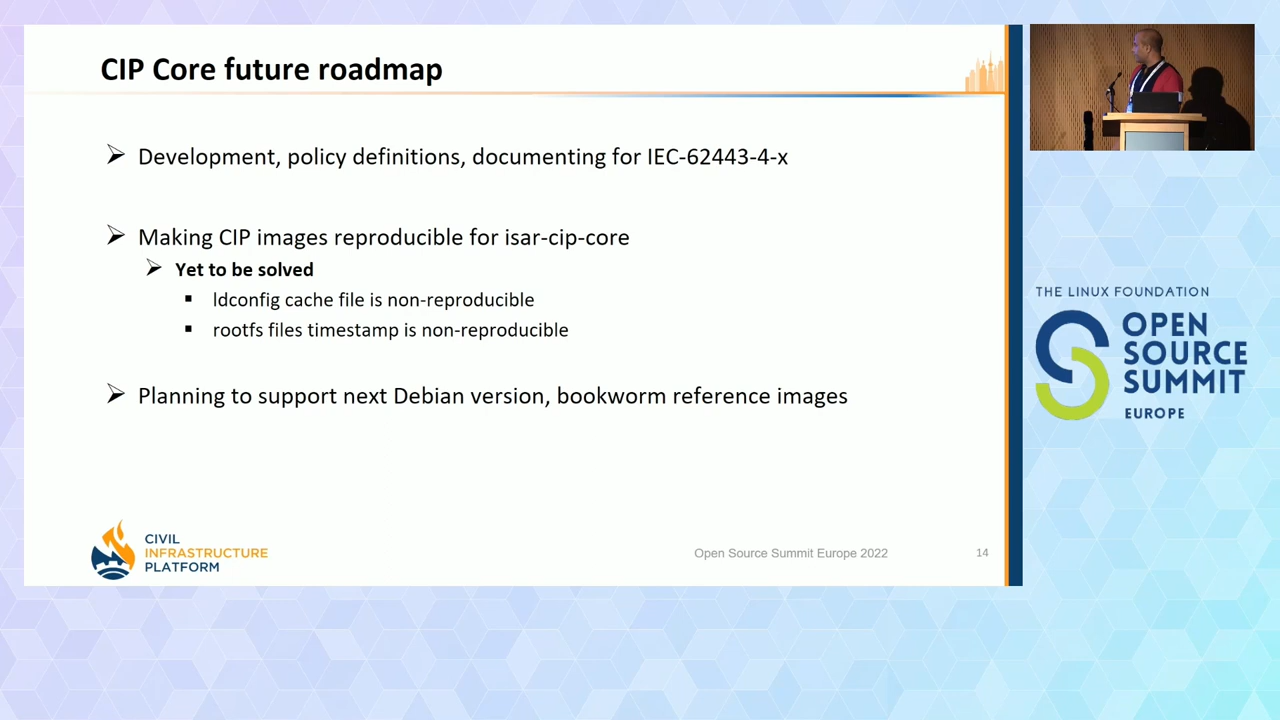 CIP Core future roadmap
Development, policy definitions, documenting for IEC-62443-4-x
Making CIP images reproducible for isar-cip-core
Yet to be solved
ldconfig cache file is non-reproducible
rootfs files timestamp is non-reproducible
Planning to support next Debian version, bookworm reference images
CIVIL
INFRASTRUCTURE
PLATFORM
Open Source Summit Europe 2022
14
THE LINUX FOUNDATION
OPEN
SOURCE
SUMMIT
EUROPE